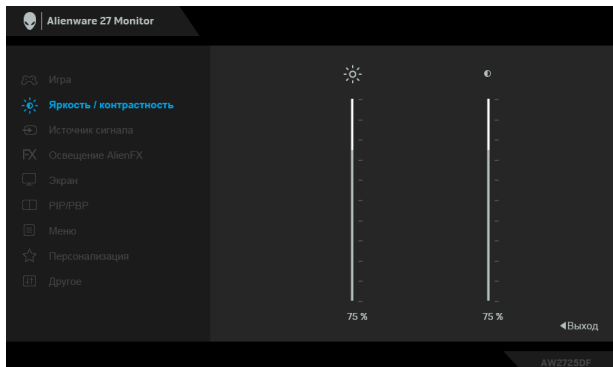 Alienware 27 Monitor
Игра
Яркость / контрастность
Источник сигнала
FX Освещение AlienFX
Экран
PIP/PBP
Меню
Персонализация
Другое
75 % 75 %
Выход
AW2725DF